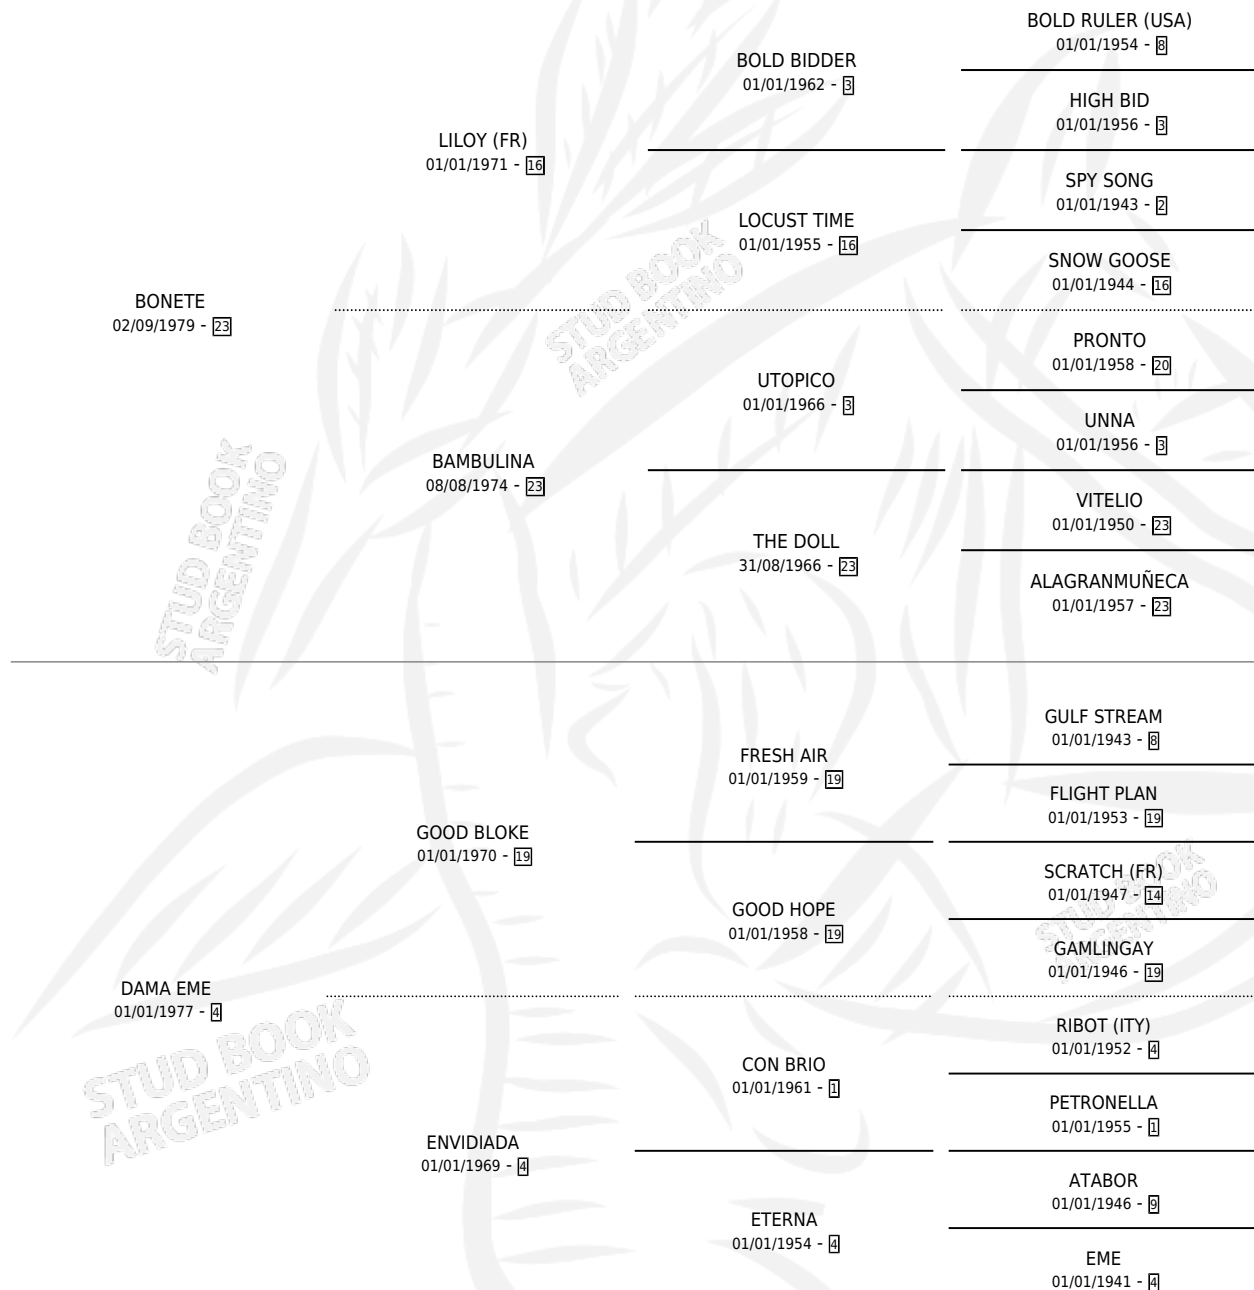 BOLD RULER (USA)
01/01/1954 - 8
BOLD BIDDER
01/01/1962 - 3
HIGH BID
01/01/1956 - 3
LILOY (FR)
01/01/1971 - 16
SPY SONG
01/01/1943 - 2
LOCUST TIME
01/01/1955 - 16
SNOW GOOSE
01/01/1944 - 16
STUD BOOK
ARGENTINO
BONETE
02/09/1979 - 23
PRONTO
01/01/1958 - 20
UTOPICO
01/01/1966 - 3
UNNA
01/01/1956 - 3
BAMBULINA
08/08/1974 - 23
VITELIO
01/01/1950 - 23
THE DOLL
31/08/1966 - 23
ALAGRANMUÑECA
01/01/1957 - 23
STUD BOOK
ARGENTINO
GULF STREAM
01/01/1943 - 8
FRESH AIR
01/01/1959 - 19
FLIGHT PLAN
01/01/1953 - 19
GOOD BLOKE
01/01/1970 - 19
SCRATCH (FR)
01/01/1947 - 14
GOOD HOPE
01/01/1958 - 19
GAMLINGAY
01/01/1946 - 19
STUD BOOK
ARGENTINO
DAMA EME
01/01/1977 - 4
RIBOT (ITY)
01/01/1952 - 4
CON BRIO
01/01/1961 - 1
PETRONELLA
01/01/1955 - 1
STUD BOOK
ARGENTINO
ENVIDIADA
01/01/1969 - 4
ATABOR
01/01/1946 - 9
ETERNA
01/01/1954 - 4
EME
01/01/1941 - 4